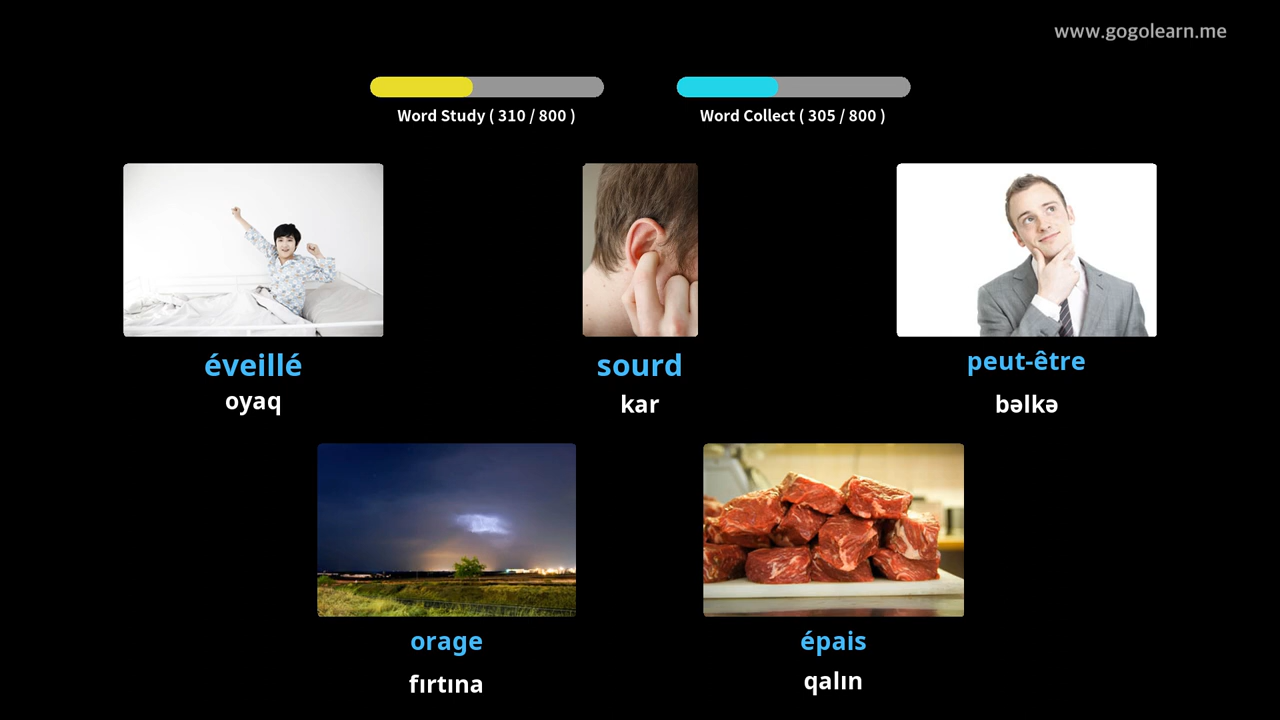 www.gogolearn.me
Word Study ( 310 / 800 )
Word Collect ( 305 / 800 )
éveillé
oyaq
sourd
kar
peut-être
bəlkə
orage
fırtına
épais
qalın